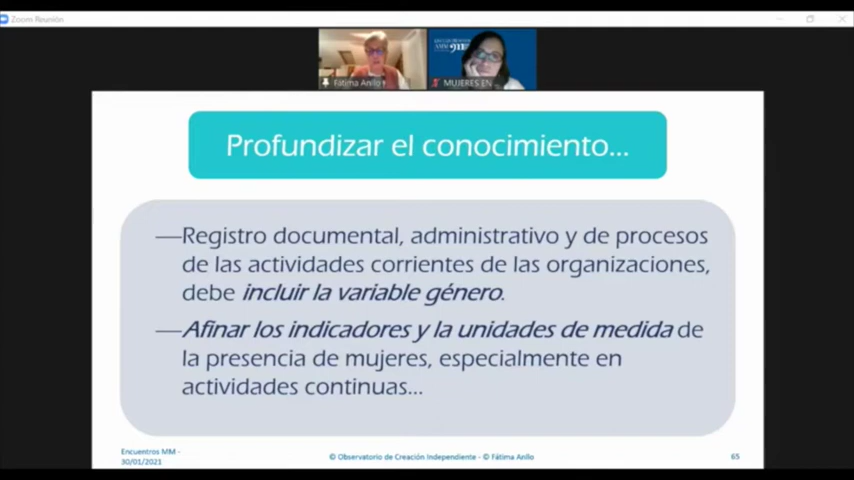 Zoom Reunión
Fátima Anllo
MUJERES EN
Profundizar el conocimiento...
—Registro documental, administrativo y de procesos
de las actividades corrientes de las organizaciones,
debe incluir la variable género.
—Afinar los indicadores y la unidades de medida de
la presencia de mujeres, especialmente en
actividades continuas...
Encuentros MM -
30/01/2021
© Observatorio de Creación Independiente - © Fátima Anllo
65